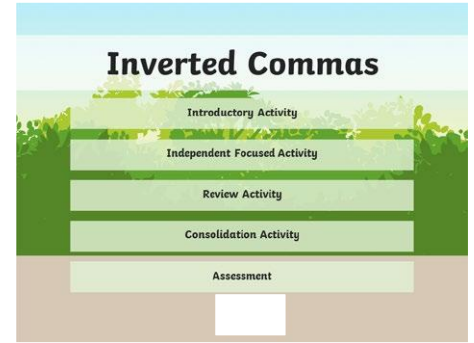 Inverted Commas
Introductory Activity
Independent Focused Activity
Review Activity
Consolidation Activity
Assessment